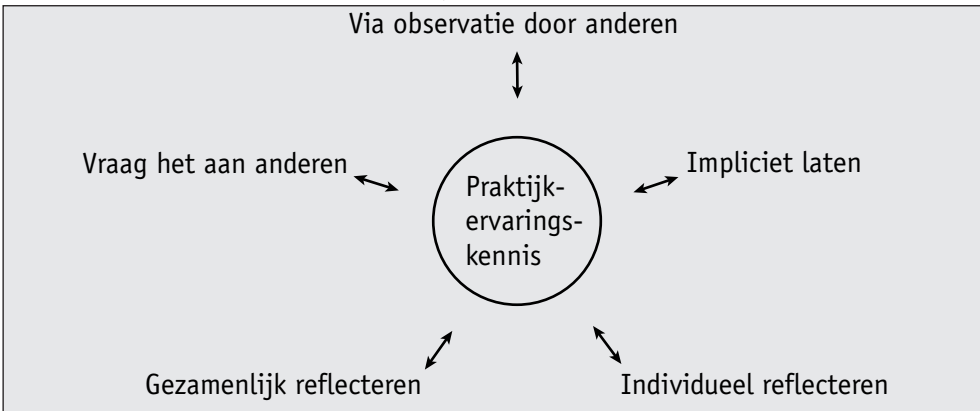 Via observatie door anderen
Vraag het aan anderen
Impliciet laten
Praktijk-
ervarings-
kennis
Gezamenlijk reflecteren
Individueel reflecteren